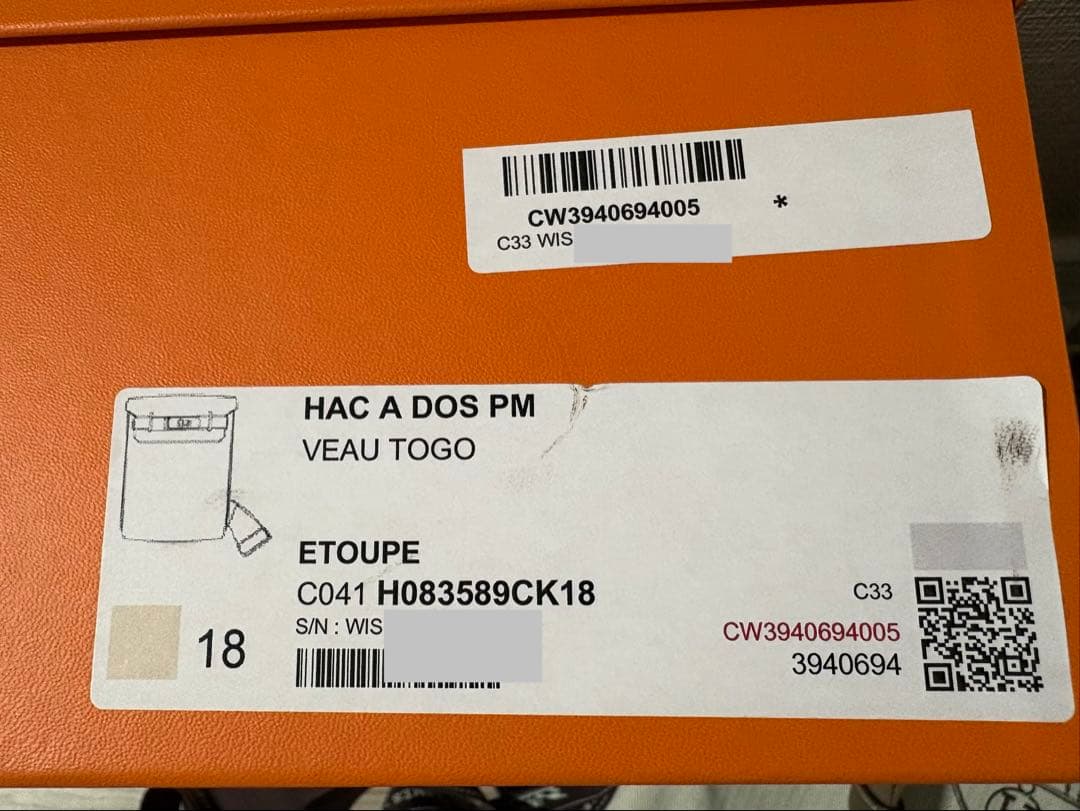 CW3940694005
*
C33 WIS
HAC A DOS PM
VEAU TOGO
ETOUPE
C041 H083589CK18
S/N : WIS
18
C33
CW3940694005
3940694